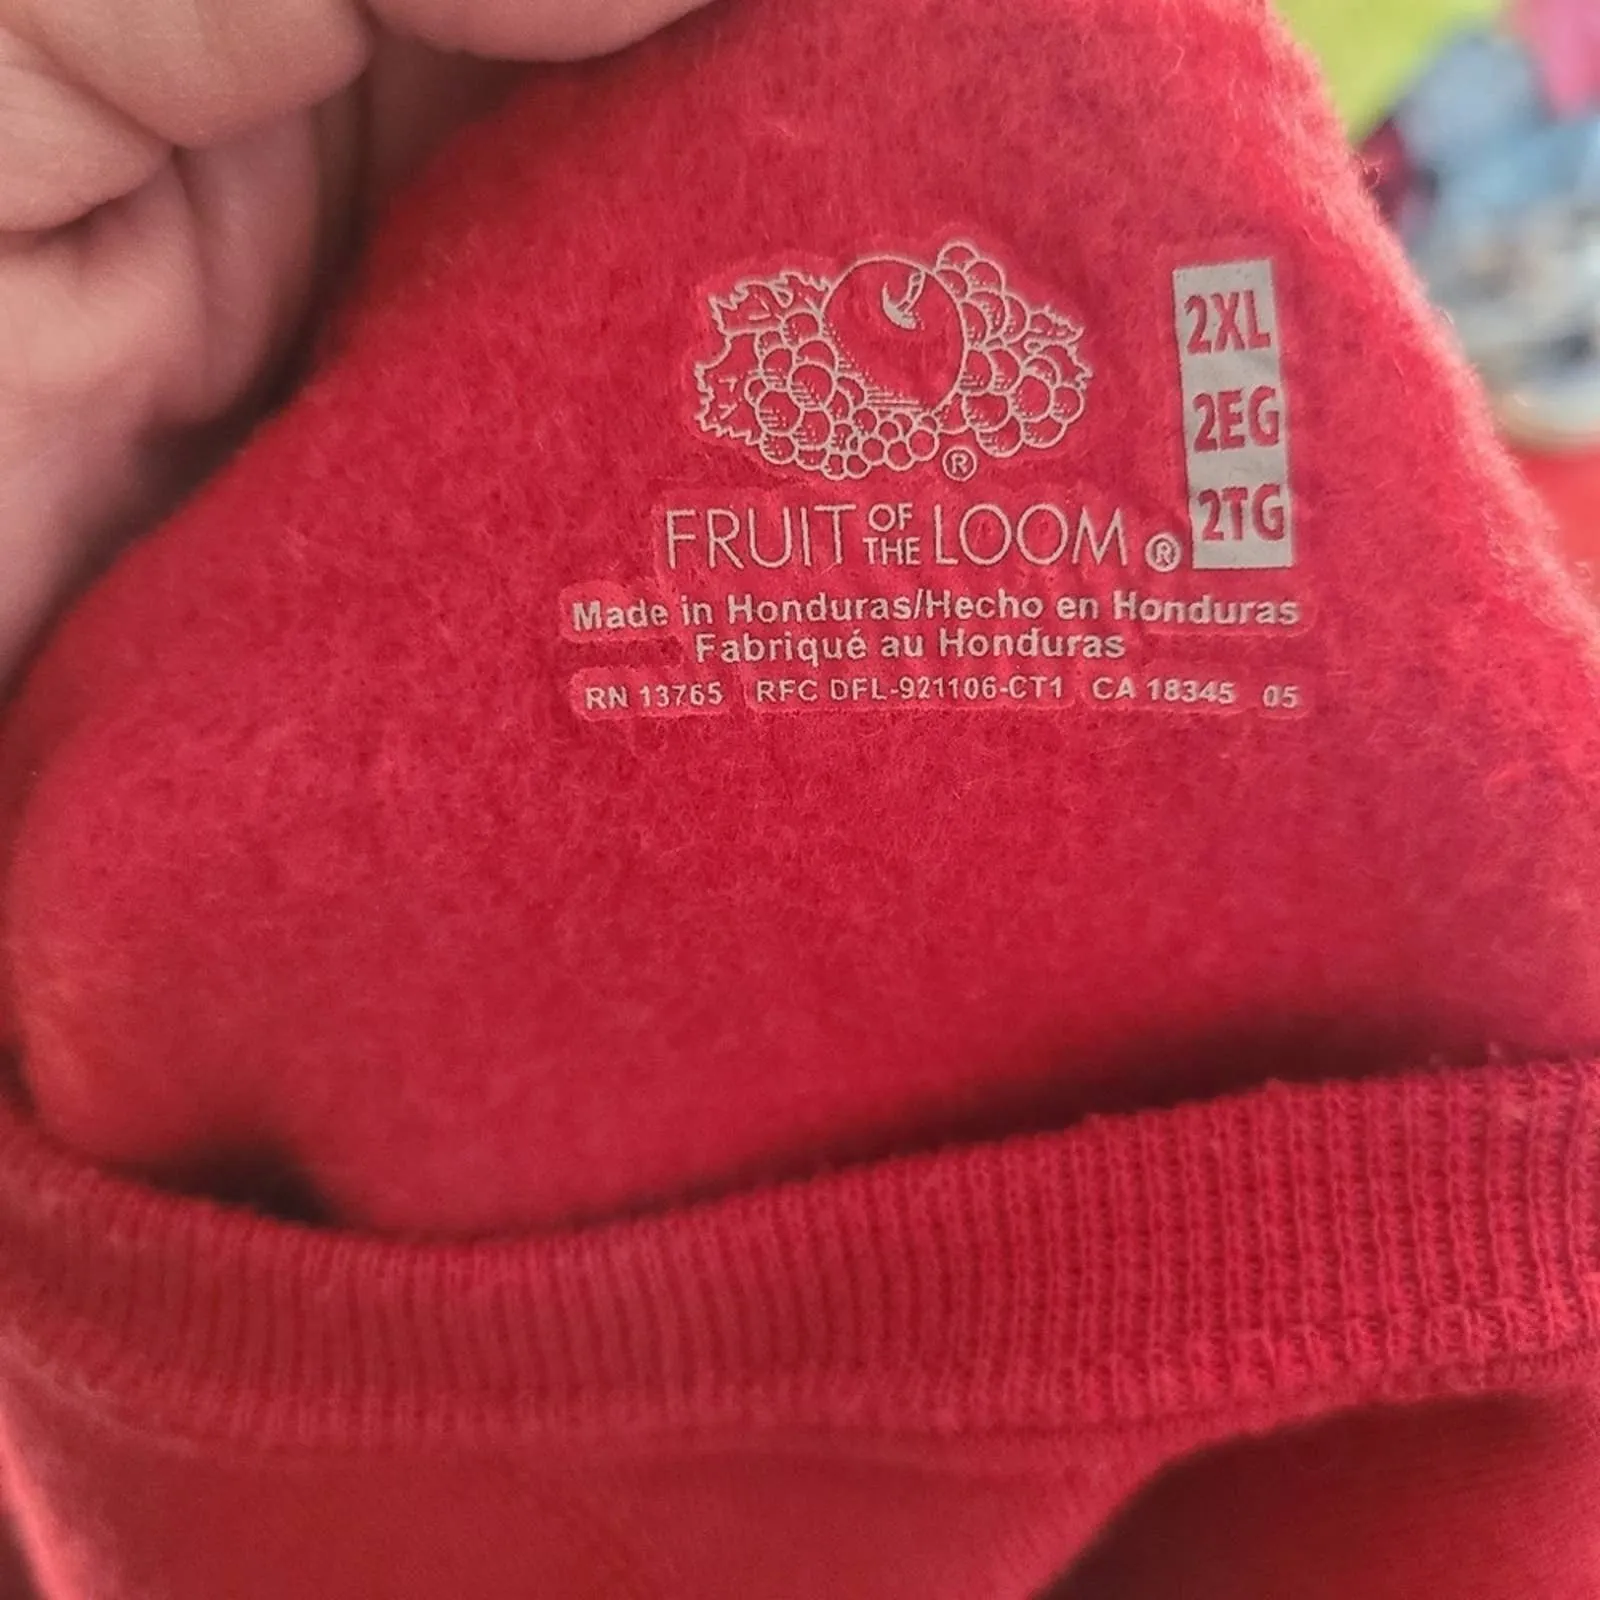 2XL
2EG
2TG
®
FRUIT OF THE LOOM ®
Made in Honduras/Hecho en Honduras
Fabriqué au Honduras
RN 13765 RFC DFL-921106-CT1 CA 18345 05